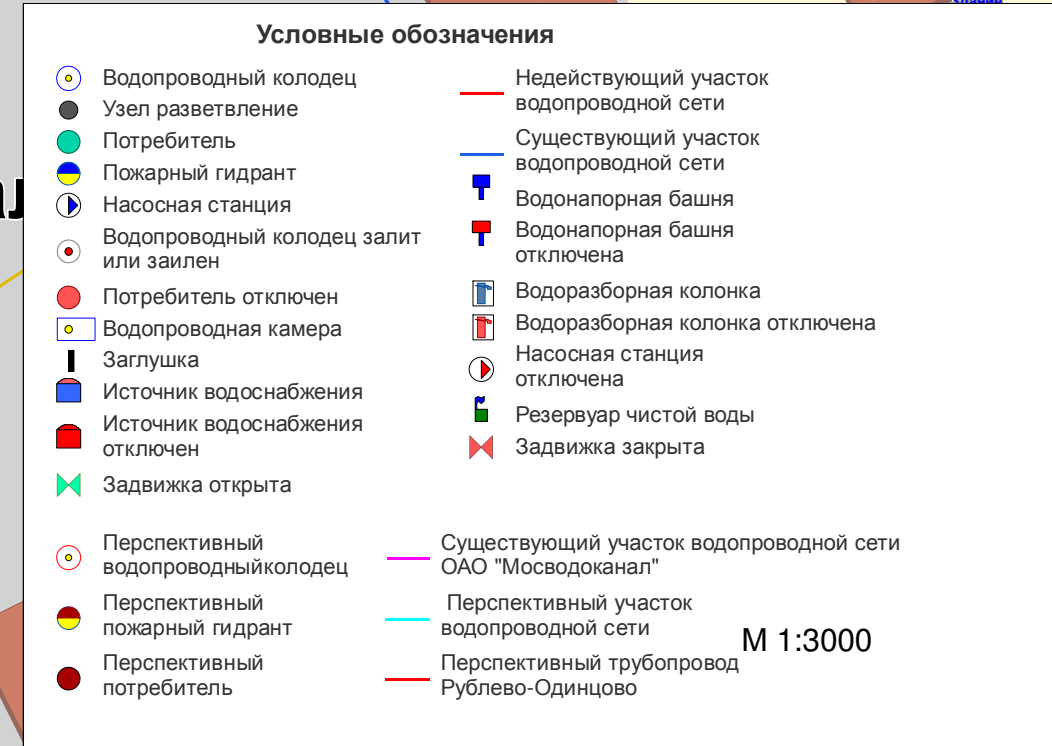 Здание
Условные обозначения
Водопроводный колодец
Узел разветвление
Потребитель
Пожарный гидрант
Насосная станция
Водопроводный колодец залит
или заилен
Потребитель отключен
Водопроводная камера
Заглушка
Источник водоснабжения
Источник водоснабжения
отключен
Задвижка открыта
Недействующий участок
водопроводной сети
Существующий участок
водопроводной сети
Водонапорная башня
Водонапорная башня
отключена
Водоразборная колонка
Водоразборная колонка отключена
Насосная станция
отключена
Резервуар чистой воды
Задвижка закрыта
Перспективный
водопроводныйколодец
Перспективный
пожарный гидрант
Перспективный
потребитель
Существующий участок водопроводной сети
ОАО "Мосводоканал"
Перспективный участок
водопроводной сети
Перспективный трубопровод
Рублево-Одинцово
М 1:3000